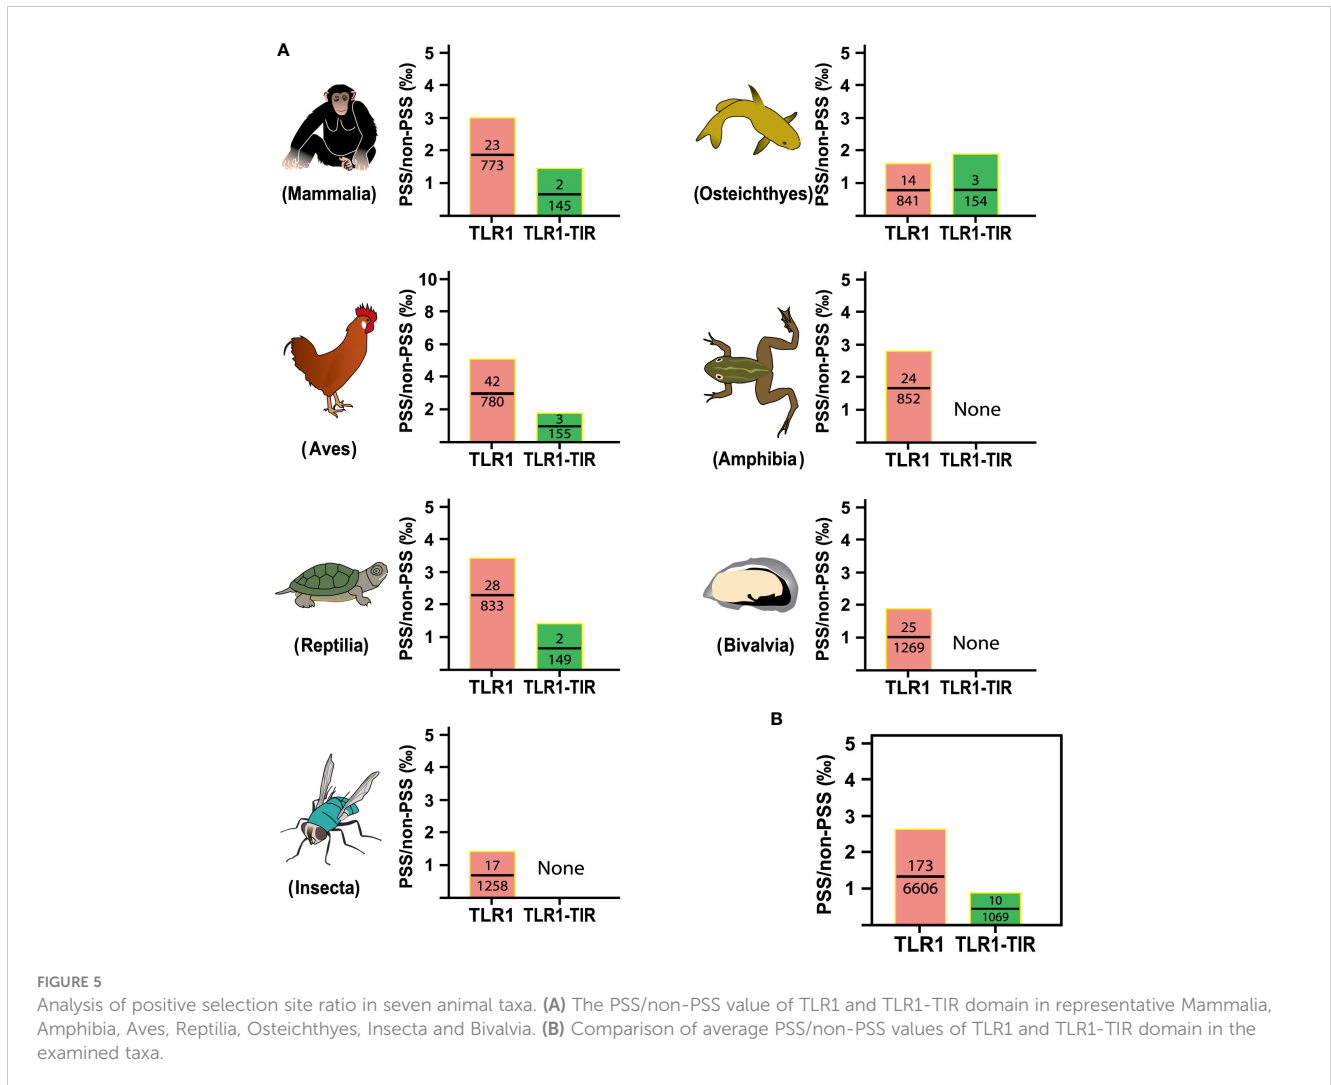 A
PSS/non-PSS (‰)
5
4
3
2
1
23
773
2
145
TLR1 TLR1-TIR
(Mammalia)
PSS/non-PSS (‰)
5
4
3
2
1
14
841
3
154
TLR1 TLR1-TIR
(Osteichthyes)
PSS/non-PSS (‰)
10
8
6
4
2
42
780
3
155
TLR1 TLR1-TIR
(Aves)
PSS/non-PSS (‰)
5
4
3
2
1
24
852
None
TLR1 TLR1-TIR
(Amphibia)
PSS/non-PSS (‰)
5
4
3
2
1
28
833
2
149
TLR1 TLR1-TIR
(Reptilia)
PSS/non-PSS (‰)
5
4
3
2
1
25
1269
None
TLR1 TLR1-TIR
(Bivalvia)
PSS/non-PSS (‰)
5
4
3
2
1
17
1258
None
TLR1 TLR1-TIR
(Insecta)
B
PSS/non-PSS (‰)
5
4
3
2
1
173
6606
10
1069
TLR1 TLR1-TIR
FIGURE 5
Analysis of positive selection site ratio in seven animal taxa. (A) The PSS/non-PSS value of TLR1 and TLR1-TIR domain in representative Mammalia,
Amphibia, Aves, Reptilia, Osteichthyes, Insecta and Bivalvia. (B) Comparison of average PSS/non-PSS values of TLR1 and TLR1-TIR domain in the
examined taxa.